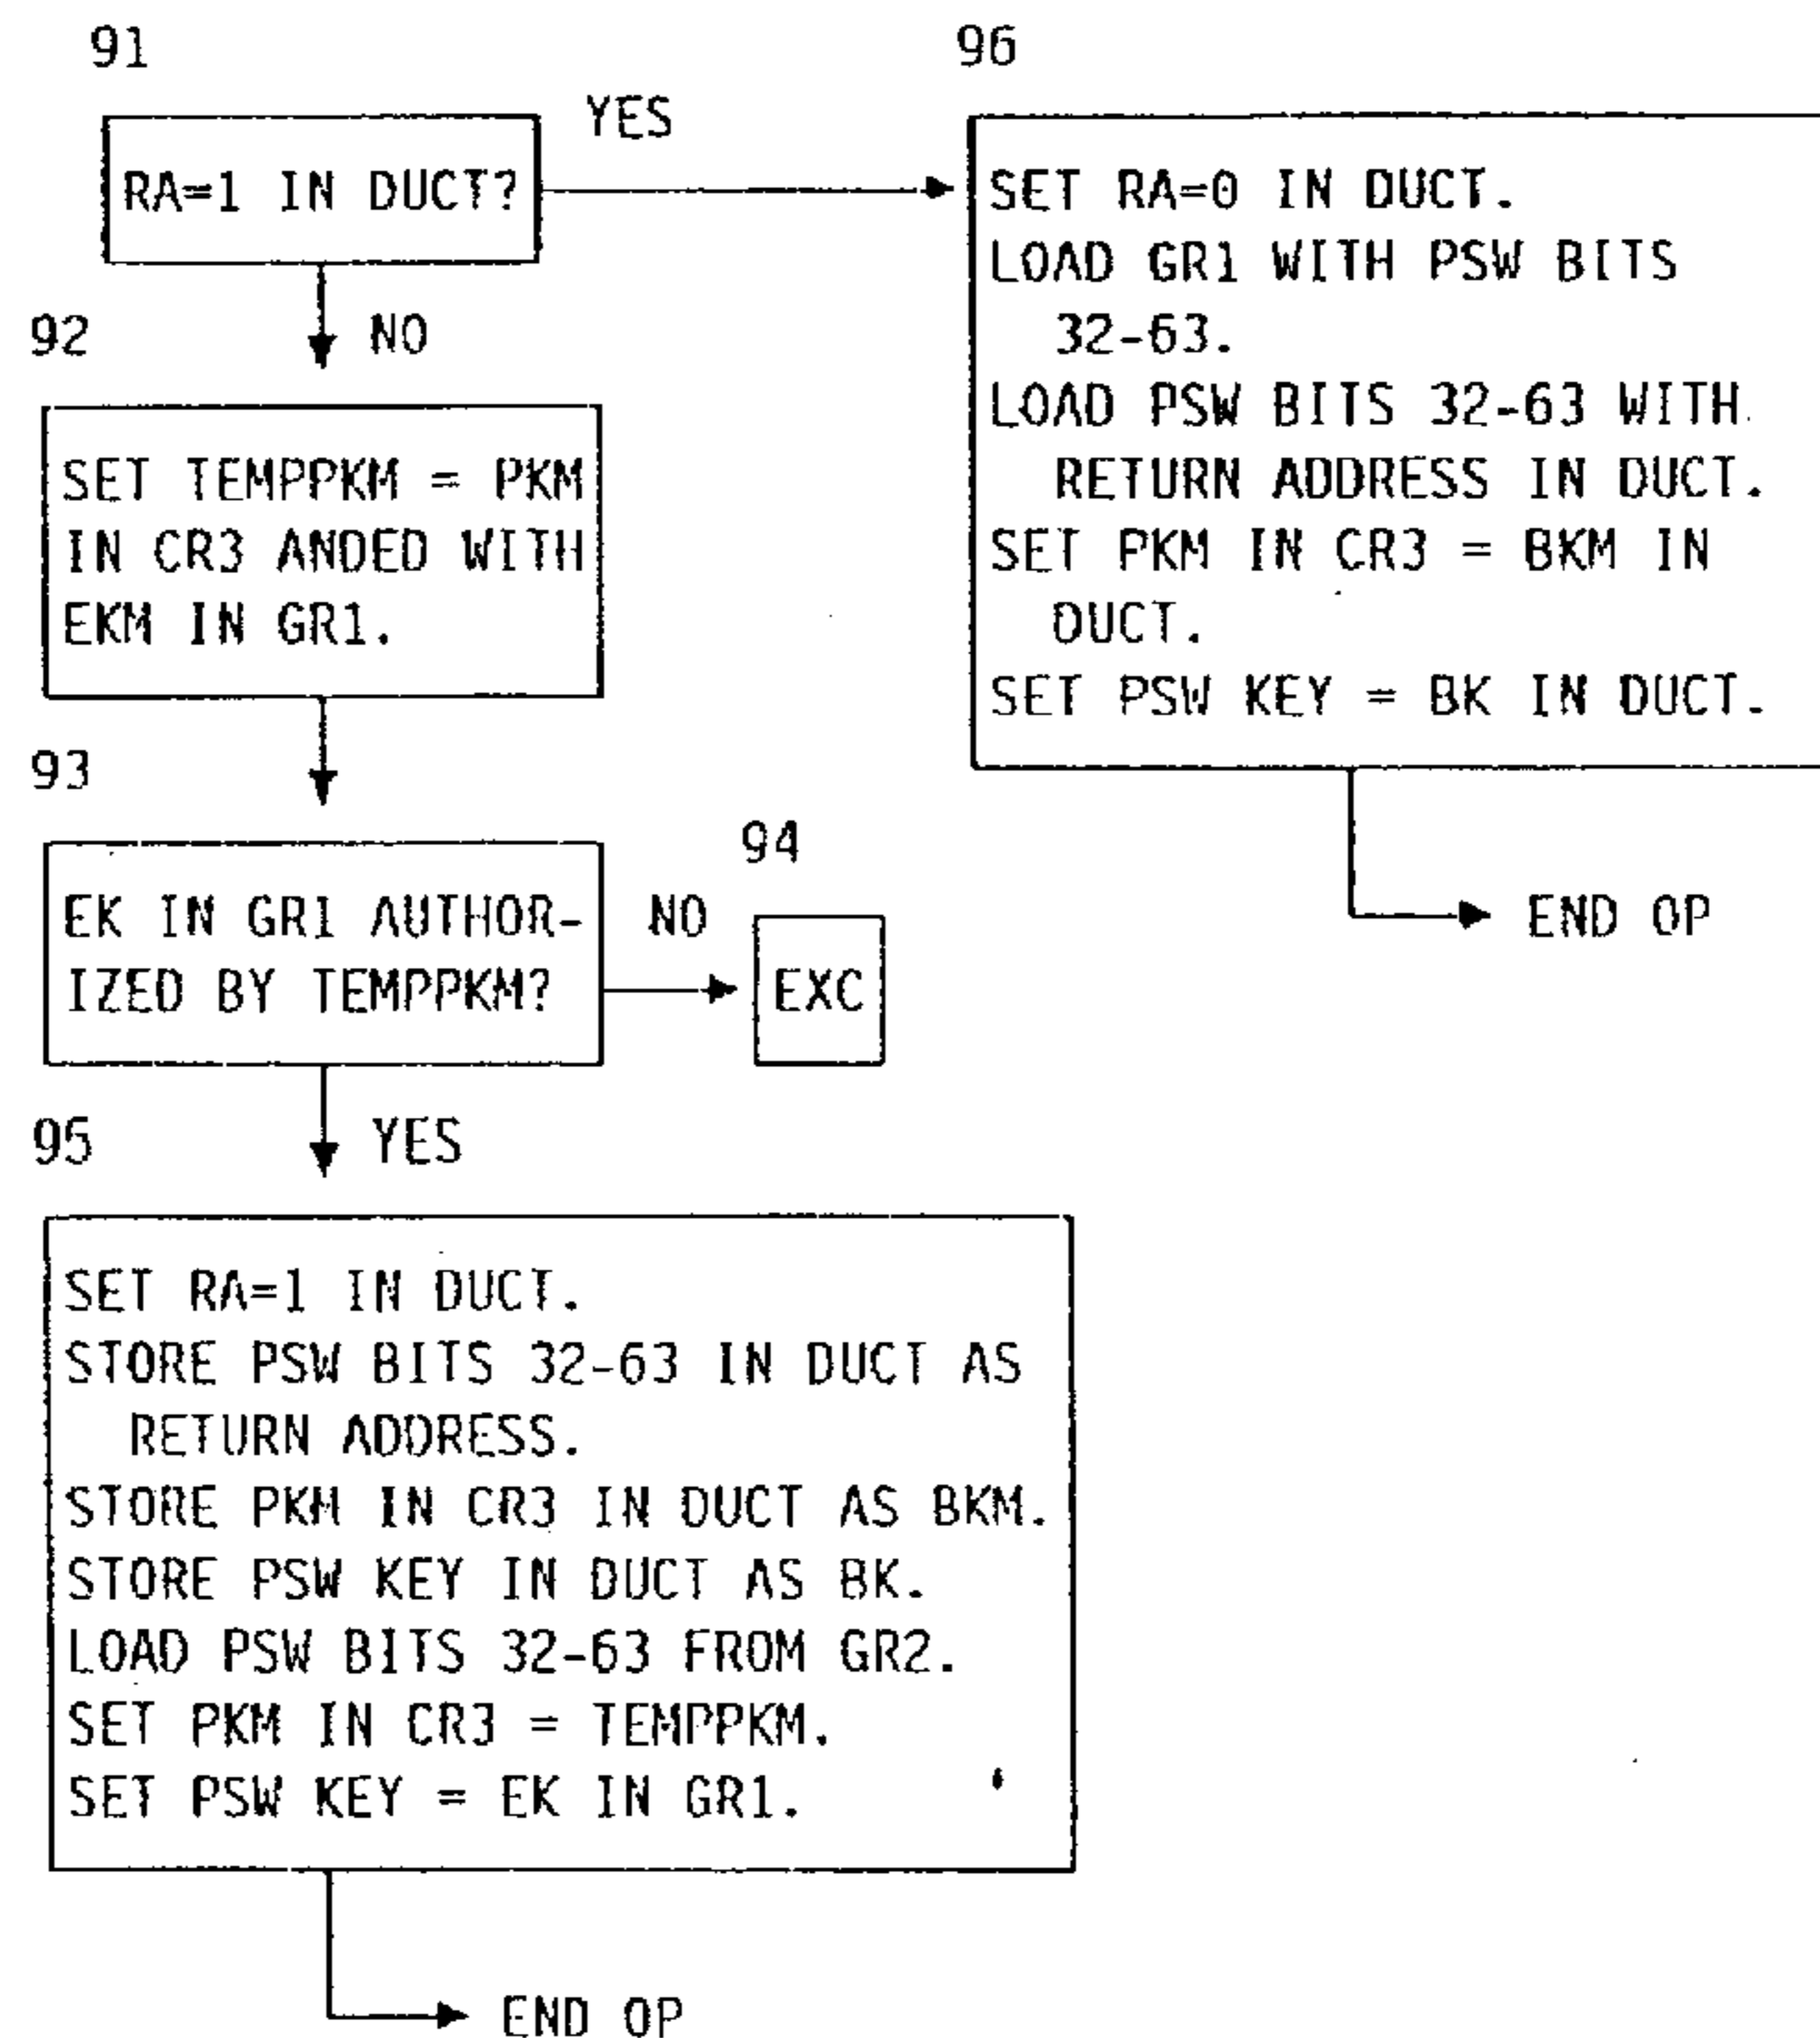 91
RA=1 IN DUCT?
YES
NO
92
SET TEMPPKM = PKM
IN CR3 ANDED WITH
EKM IN GR1.
93
EK IN GR1 AUTHOR-
IZED BY TEMPPKM?
NO
94
EXC
95
YES
SET RA=1 IN DUCT.
STORE PSW BITS 32-63 IN DUCT AS
RETURN ADDRESS.
STORE PKM IN CR3 IN DUCT AS BKM.
STORE PSW KEY IN DUCT AS BK.
LOAD PSW BITS 32-63 FROM GR2.
SET PKM IN CR3 = TEMPPKM.
SET PSW KEY = EK IN GR1.
END OP
96
SET RA=0 IN DUCT.
LOAD GR1 WITH PSW BITS
32-63.
LOAD PSW BITS 32-63 WITH
RETURN ADDRESS IN DUCT.
SET PKM IN CR3 = BKM IN
DUCT.
SET PSW KEY = BK IN DUCT.
END OP